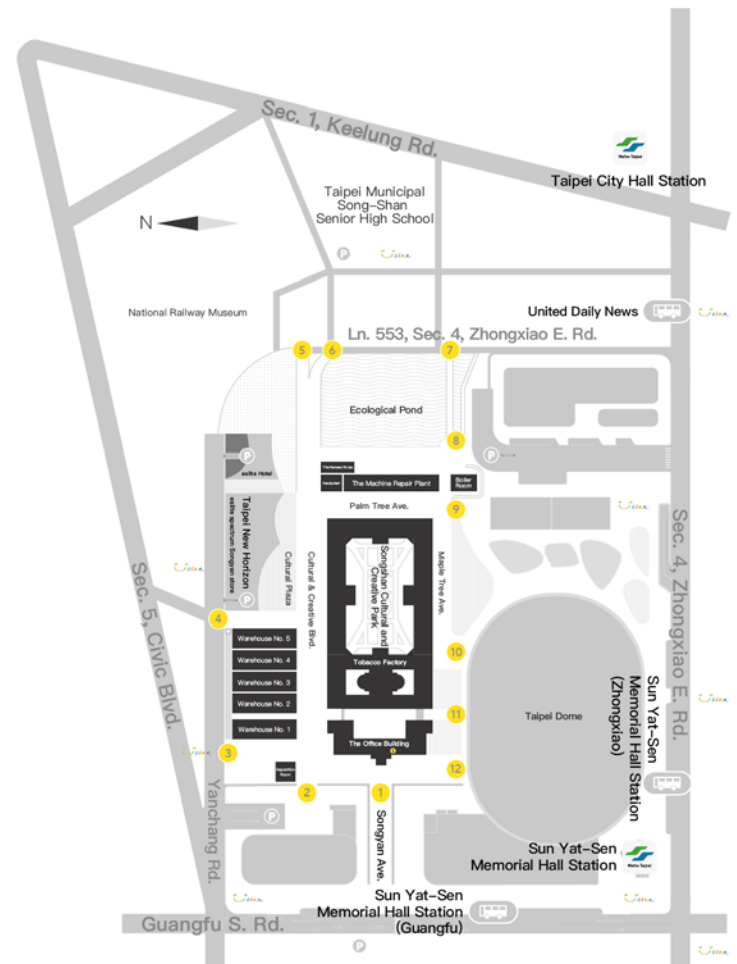 Sec. 1, Keelung Rd.
Metro Taipei
Taipei City Hall Station
Taipei Municipal
Song-Shan
Senior High School
N
P
National Railway Museum
United Daily News
Ln. 553, Sec. 4, Zhongxiao E. Rd.
5
6
7
Ecological Pond
8
P
P
eslite Hotel
The Machine Repair Plant
Boiler
Room
Palm Tree Ave.
9
Taipei New Horizon
eslite spectrum Songyan store
Cultural Plaza
Cultural & Creative Blvd.
Songshan Cultural and
Creative Park
Maple Tree Ave.
Sec. 4, Zhongxiao E. Rd.
Sec. 5, Civic Blvd.
P
4
Warehouse No. 5
Warehouse No. 4
Warehouse No. 3
Warehouse No. 2
Warehouse No. 1
10
Tobacco Factory
11
The Office Building
Taipei Dome
Sun Yat-Sen
Memorial Hall Station
(Zhongxiao)
3
Inspection
Room
12
2
1
Yanchang Rd.
P
Songyan Ave.
Sun Yat-Sen
Memorial Hall Station
Metro Taipei
Sun Yat-Sen
Memorial Hall Station
(Guangfu)
Guangfu S. Rd.
P